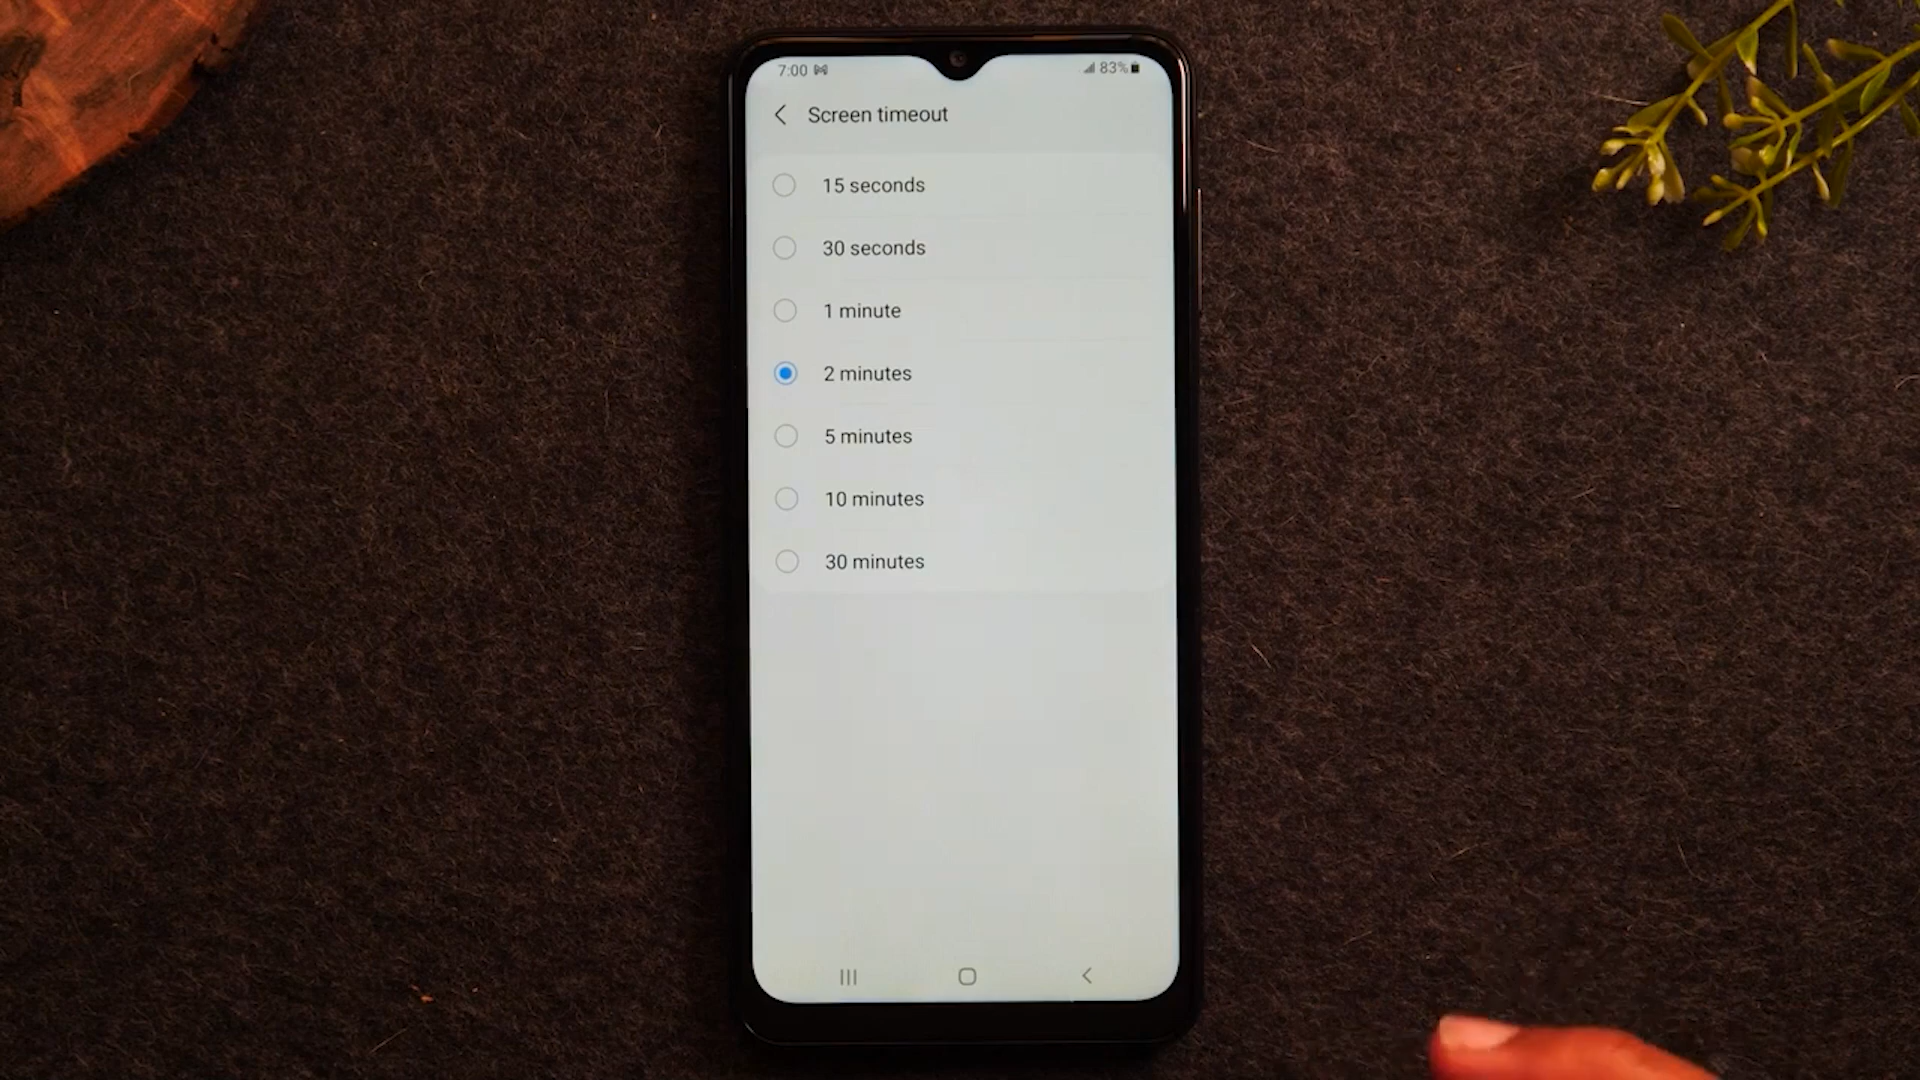 7:00
83%
Screen timeout
15 seconds
30 seconds
1 minute
2 minutes
5 minutes
10 minutes
30 minutes